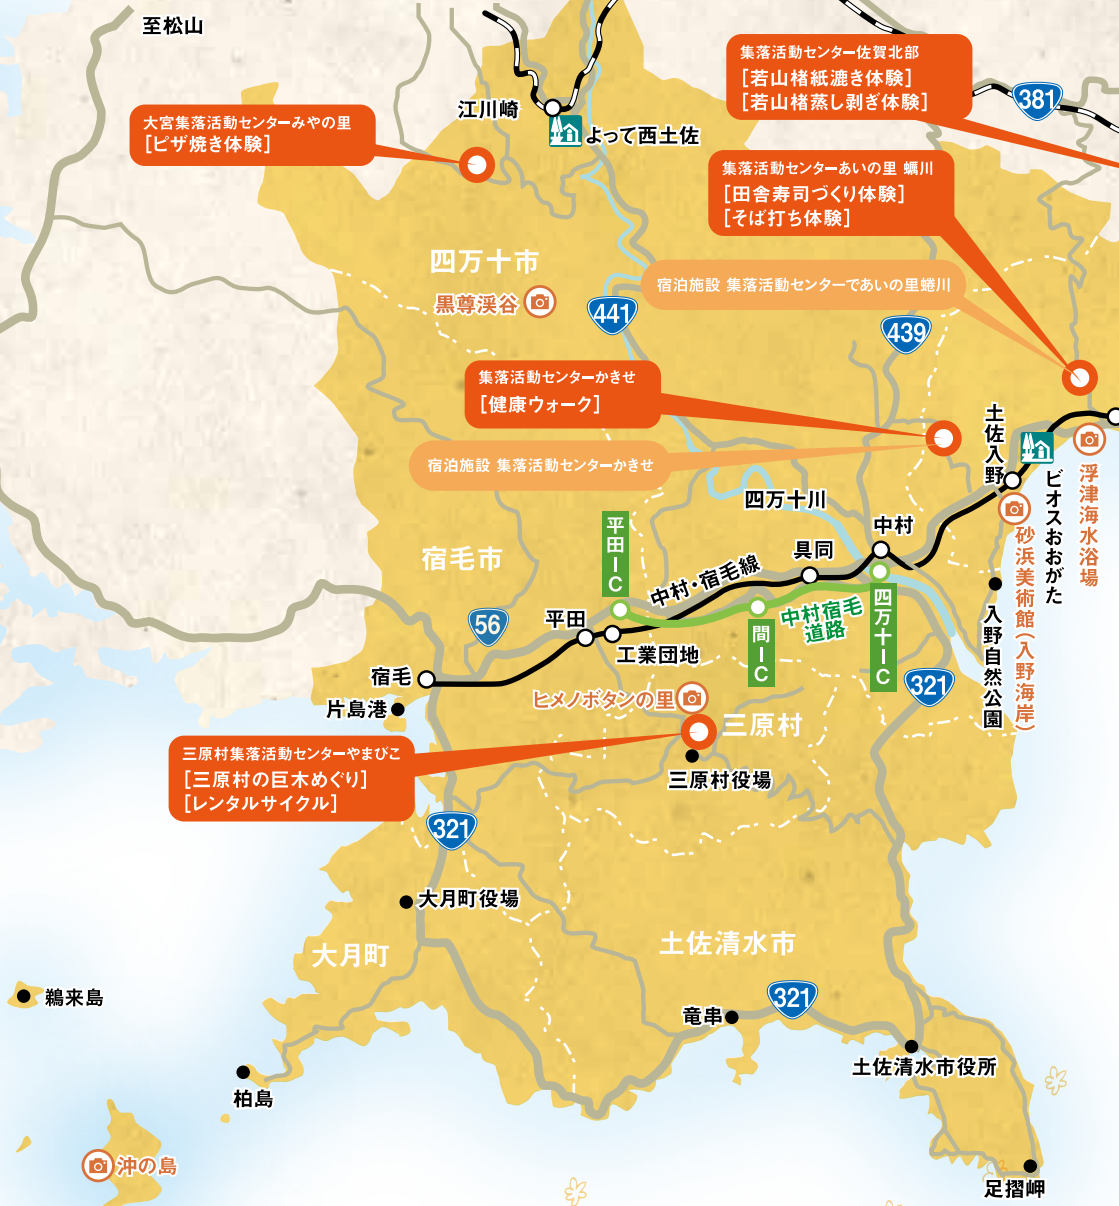 至松山
江川崎
よって西土佐
381
集落活動センター佐賀北部
[若山楮紙漉き体験]
[若山楮蒸し剥ぎ体験]
大宮集落活動センターみやの里
[ピザ焼き体験]
集落活動センターあいの里 蠣川
[田舎寿司づくり体験]
[そば打ち体験]
四万十市
黒尊渓谷
宿泊施設 集落活動センターであいの里蜷川
441
439
集落活動センターかきせ
[健康ウォーク]
宿泊施設 集落活動センターかきせ
土佐入野
ビオスおおがた
浮津海水浴場
砂浜美術館(入野海岸)
入野自然公園
四万十川
中村
具同
中村・宿毛線
宿毛市
平田IC
56
平田
工業団地
間IC
中村宿毛
道路
四万十IC
321
宿毛
片島港
ヒメノボタンの里
三原村
三原村役場
三原村集落活動センターやまびこ
[三原村の巨木めぐり]
[レンタルサイクル]
321
大月町役場
大月町
土佐清水市
鵜来島
竜串
321
土佐清水市役所
柏島
沖の島
足摺岬